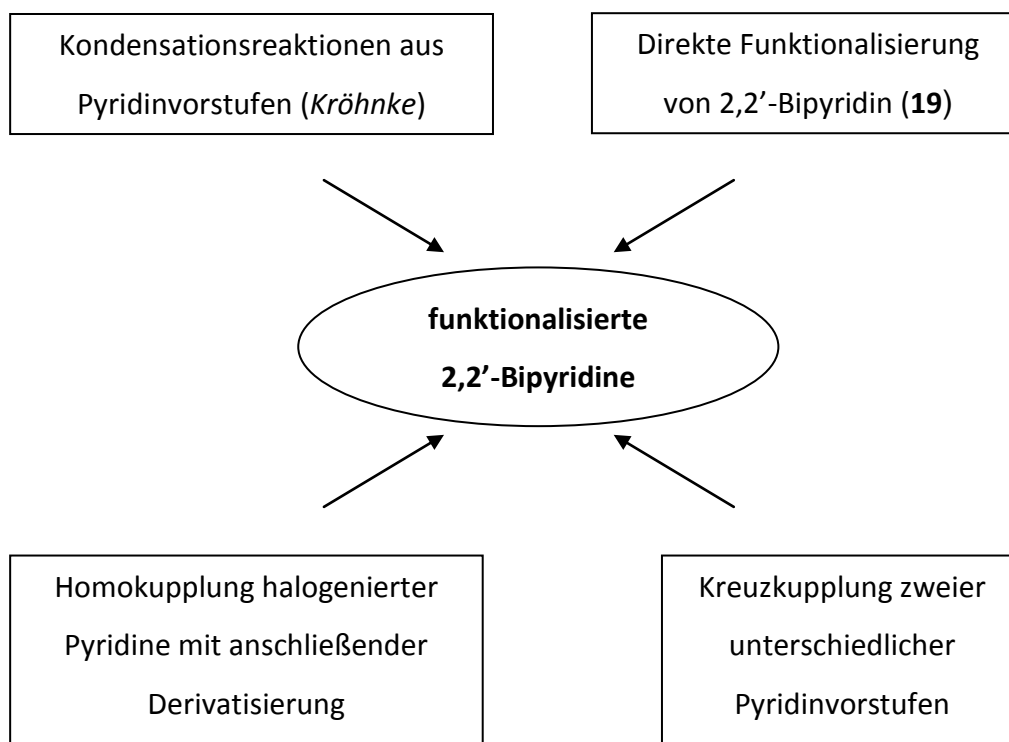 Kondensationsreaktionen aus
Pyridinvorstufen (Kröhnke)
Direkte Funktionalisierung
von 2,2’-Bipyridin (19)
funktionalisierte
2,2’-Bipyridine
Homokupplung halogenierter
Pyridine mit anschließender
Derivatisierung
Kreuzkupplung zweier
unterschiedlicher
Pyridinvorstufen